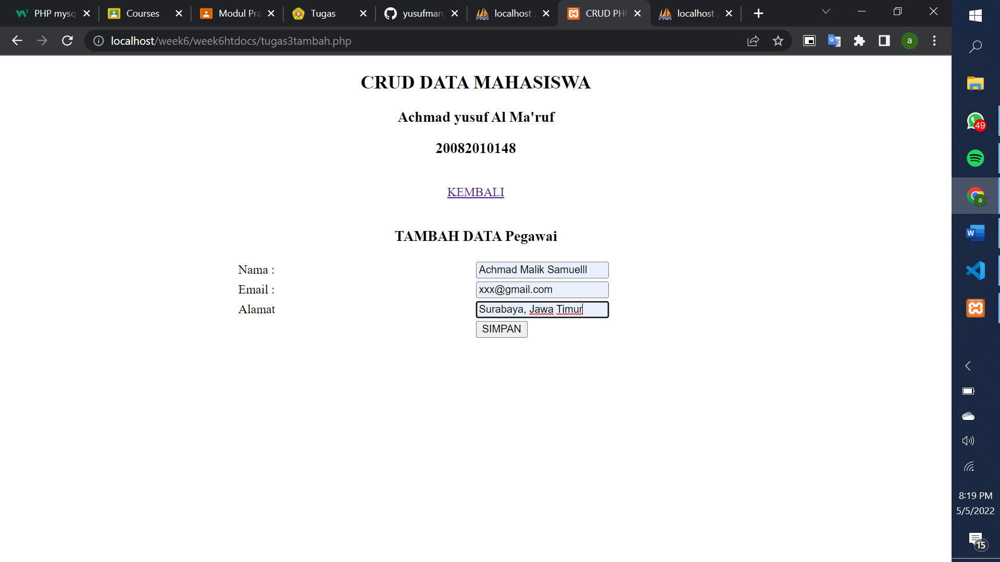 PHP mysq
Courses
Modul Pra
Tugas
yusufmaru
localhost /
CRUD PHP
localhost /
localhost/week6/week6htdocs/tugas3tambah.php
a
CRUD DATA MAHASISWA
Achmad yusuf Al Ma'ruf
20082010148
KEMBALI
TAMBAH DATA Pegawai
Nama : Achmad Malik Samuelll
Email : xxx@gmail.com
Alamat Surabaya, Jawa Timur
SIMPAN
49
a
W
8:19 PM
5/5/2022
15